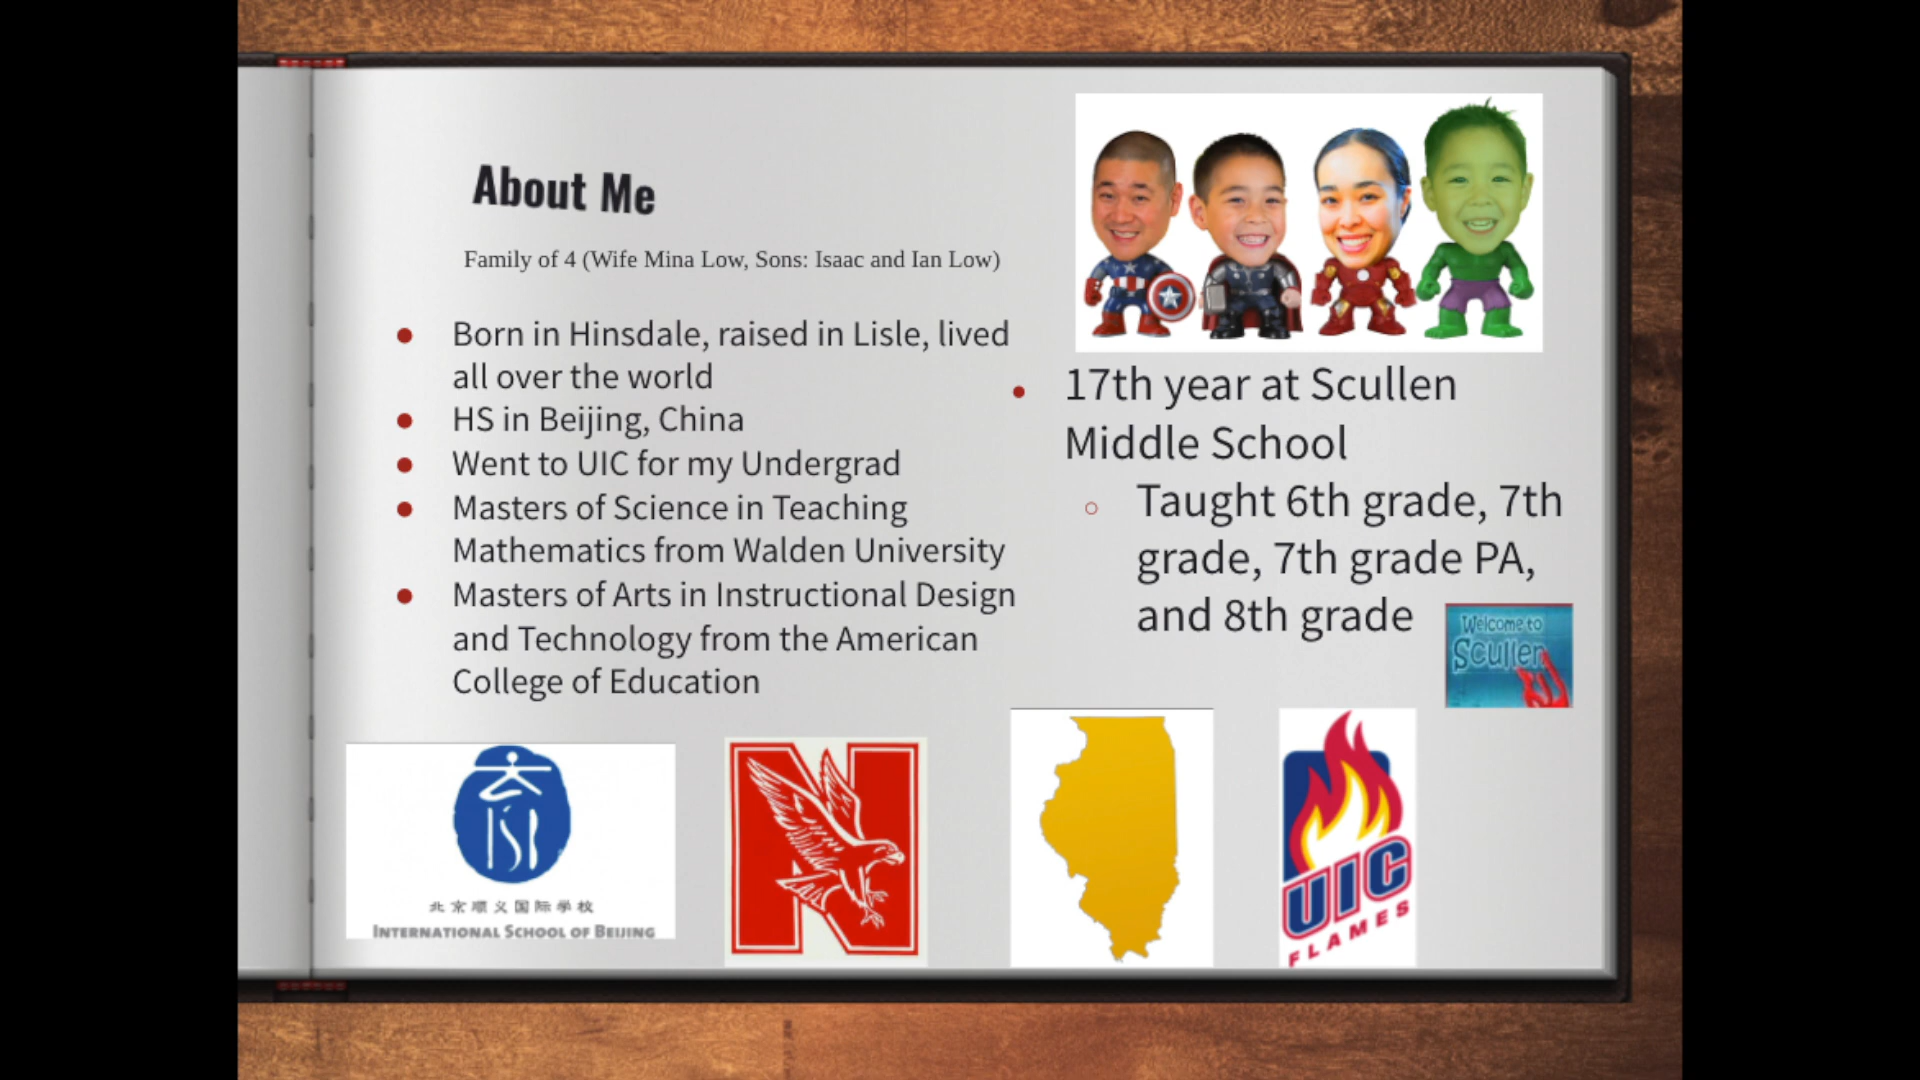 About Me
Family of 4 (Wife Mina Low, Sons: Isaac and Ian Low)
Born in Hinsdale, raised in Lisle, lived
all over the world
HS in Beijing, China
Went to UIC for my Undergrad
Masters of Science in Teaching
Mathematics from Walden University
Masters of Arts in Instructional Design
and Technology from the American
College of Education
17th year at Scullen
Middle School
Taught 6th grade, 7th
grade, 7th grade PA,
and 8th grade
Welcome to
Scullen
ISB
北京顺义国际学校
INTERNATIONAL SCHOOL OF BEIJING
N
UIC
FLAMES